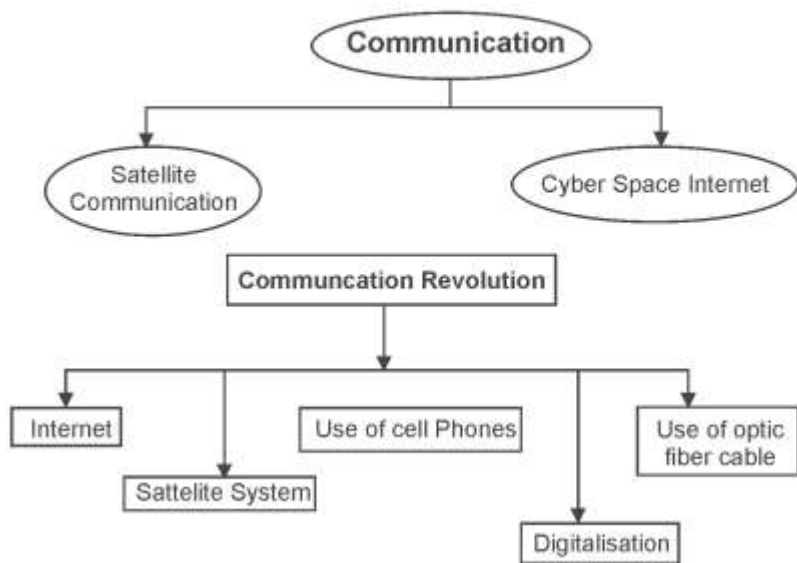 Communication
Satellite
Communication
Cyber Space Internet
Communcation Revolution
Internet
Sattelite System
Use of cell Phones
Digitalisation
Use of optic
fiber cable